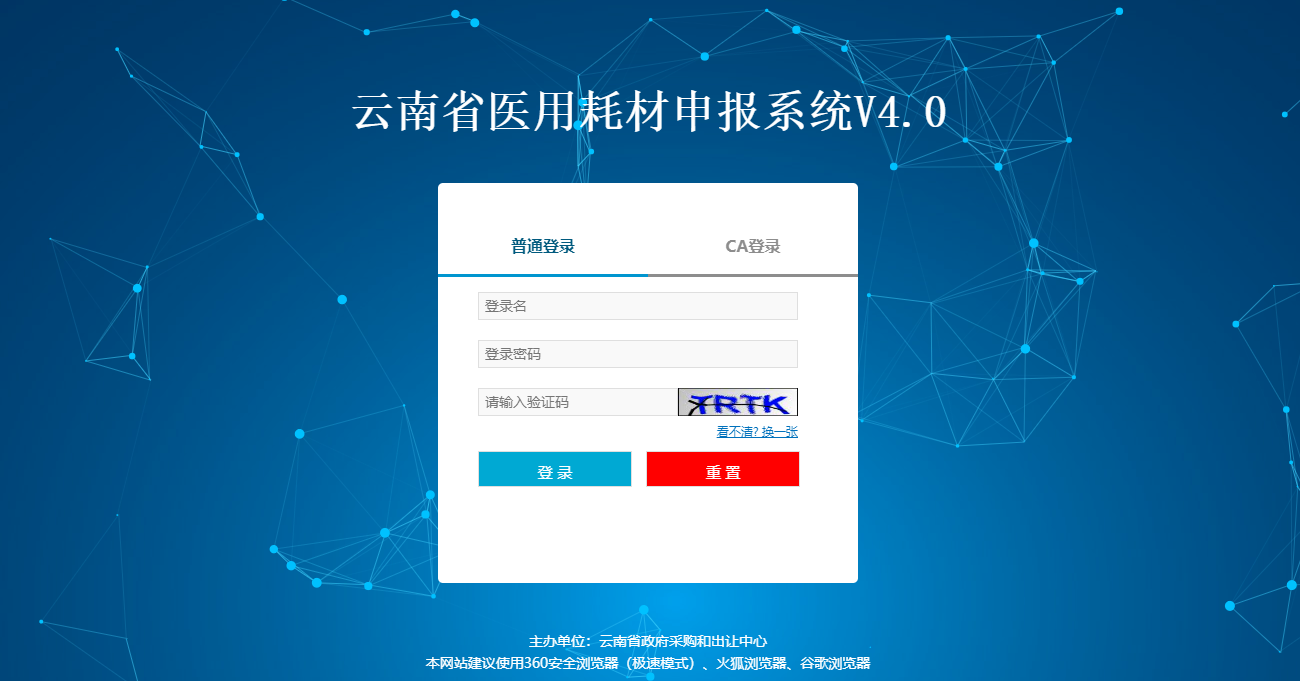 云南省医用耗材申报系统V4.0
普通登录
CA登录
登录名
登录密码
请输入验证码
TRTK
看不清? 换一张
登 录
重 置
主办单位：云南省政府采购和出让中心
本网站建议使用360安全浏览器（极速模式）、火狐浏览器、谷歌浏览器